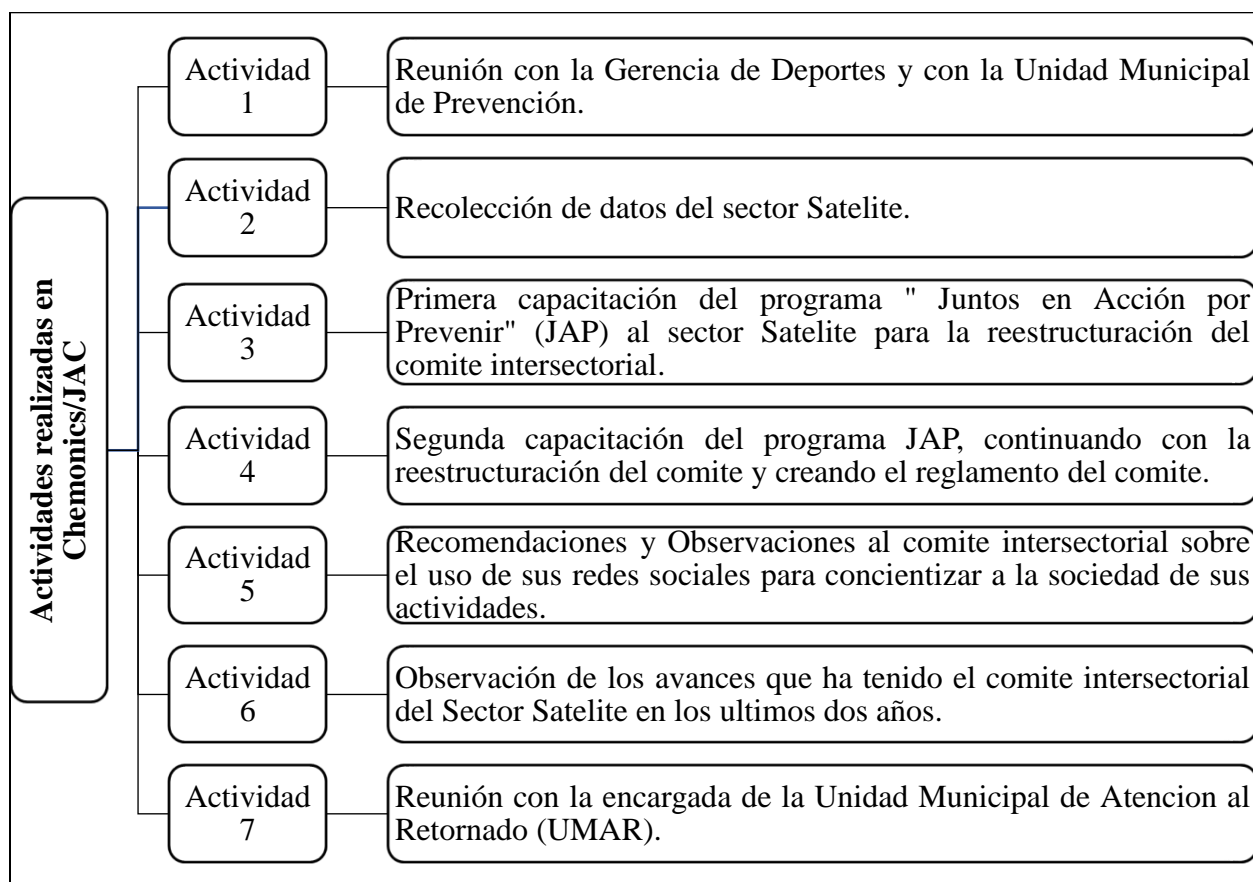 Actividades realizadas en
Chemonics/JAC
Actividad
1
Reunión con la Gerencia de Deportes y con la Unidad Municipal
de Prevención.
Actividad
2
Recolección de datos del sector Satelite.
Actividad
3
Primera capacitación del programa " Juntos en Acción por
Prevenir" (JAP) al sector Satelite para la reestructuración del
comite intersectorial.
Actividad
4
Segunda capacitación del programa JAP, continuando con la
reestructuración del comite y creando el reglamento del comite.
Actividad
5
Recomendaciones y Observaciones al comite intersectorial sobre
el uso de sus redes sociales para concientizar a la sociedad de sus
actividades.
Actividad
6
Observación de los avances que ha tenido el comite intersectorial
del Sector Satelite en los ultimos dos años.
Actividad
7
Reunión con la encargada de la Unidad Municipal de Atencion al
Retornado (UMAR).